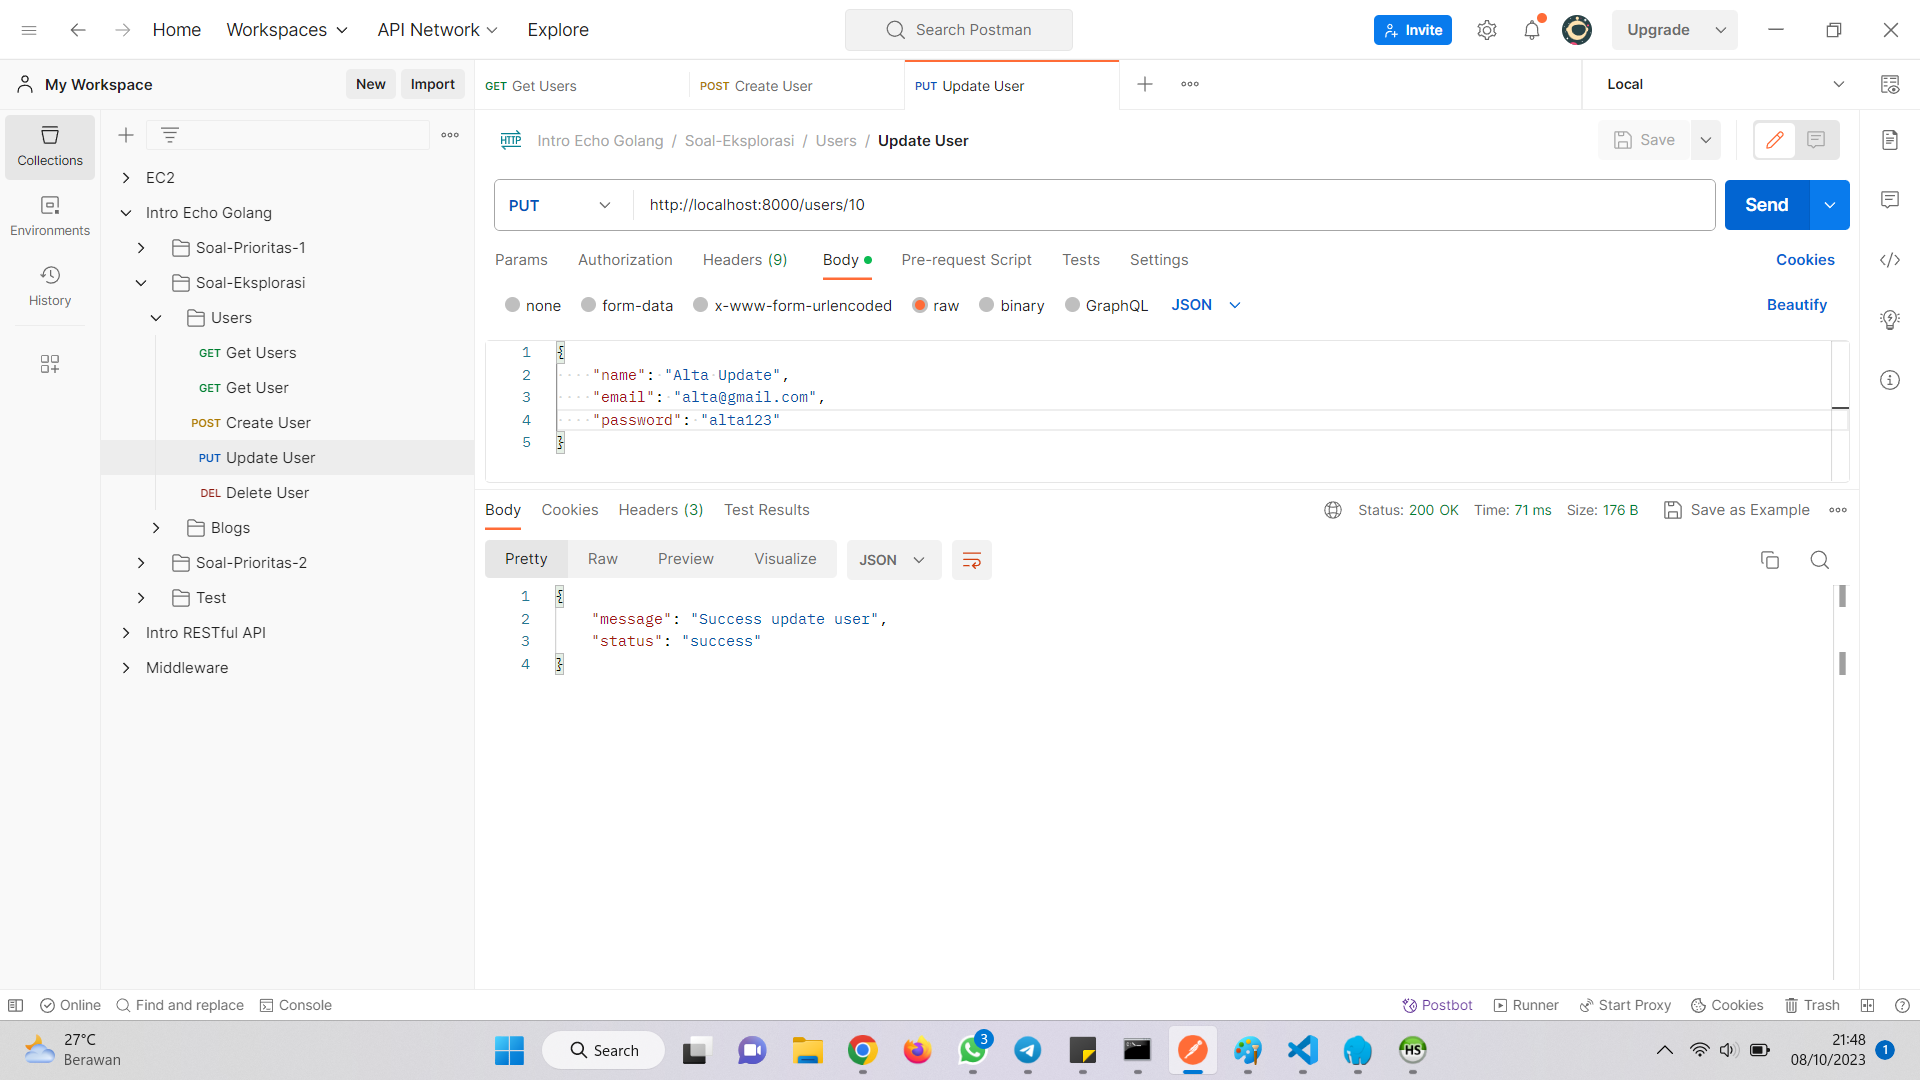 Home Workspaces API Network Explore Search Postman Invite Upgrade
My Workspace New Import GET Get Users POST Create User PUT Update User Local
Collections
Environments
History
EC2
Intro Echo Golang
Soal-Prioritas-1
Soal-Eksplorasi
Users
GET Get Users
GET Get User
POST Create User
PUT Update User
DEL Delete User
Blogs
Soal-Prioritas-2
Test
Intro RESTful API
Middleware
HTTP Intro Echo Golang / Soal-Eksplorasi / Users / Update User Save
PUT http://localhost:8000/users/10 Send
Params Authorization Headers (9) Body Pre-request Script Tests Settings Cookies
none form-data x-www-form-urlencoded raw binary GraphQL JSON Beautify
1 {
2 "name": "Alta Update",
3 "email": "alta@gmail.com",
4 "password": "alta123"
5 }
Body Cookies Headers (3) Test Results Status: 200 OK Time: 71 ms Size: 176 B Save as Example
Pretty Raw Preview Visualize JSON
1 {
2 "message": "Success update user",
3 "status": "success"
4 }
Online Find and replace Console Postbot Runner Start Proxy Cookies Trash
27°C
Berawan
Search
3
HS
21:48
08/10/2023
1